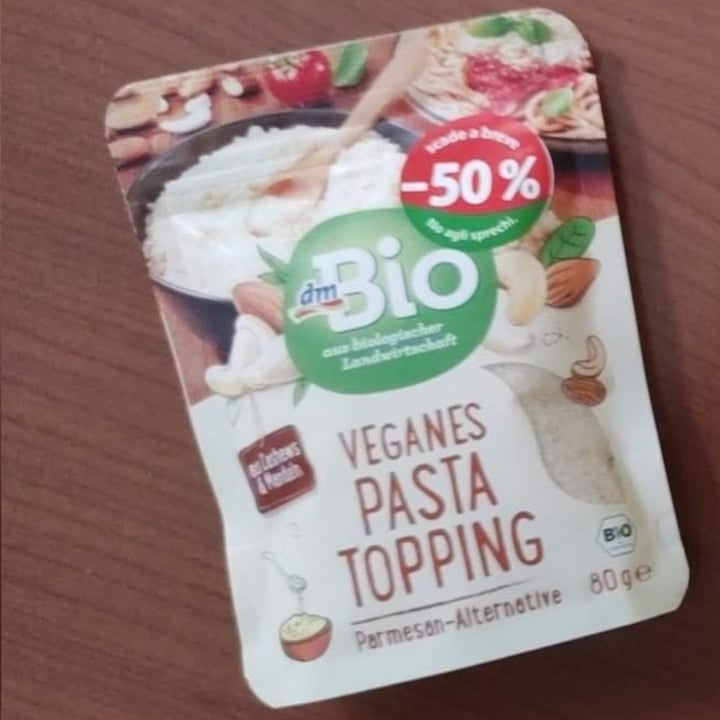 scade a breve
-50%
No agli sprechi.
dm
Bio
aus biologischer
Landwirtschaft
aus Cashews
& Mandeln
VEGANES
PASTA
TOPPING
Parmesan-Alternative
BIO
80 g e